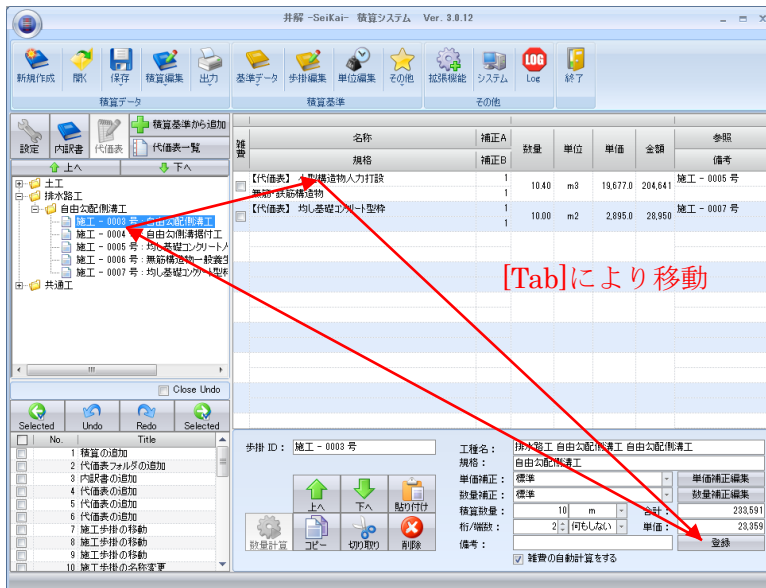 井解 -SeiKai- 積算システム Ver. 3.0.12
新規作成 開く 保存 積算編集 出力 基準データ 歩掛編集 単位編集 その他 拡張機能 システム LOG Log 終了
積算データ 積算基準 その他
設定 内訳書 代価表 積算基準から追加
代価表一覧
上へ 下へ
土工
排水路工
自由勾配側溝工
施工 - 0003 号：自由勾配側溝工
施工 - 0004 号：自由勾配側溝据付工
施工 - 0005 号：均し基礎コンクリート人
施工 - 0006 号：無筋構造物一般養生
施工 - 0007 号：均し基礎コンクリート型枠
共通工
雑費 名称 補正A 数量 単位 単価 金額 参照
規格 補正B 備考
【代価表】 小型構造物人力打設 1 10.40 m3 19,677.0 204,641 施工 - 0005 号
無筋・鉄筋構造物 1
【代価表】 均し基礎コンクリート型枠 1 10.00 m2 2,895.0 28,950 施工 - 0007 号
1
[Tab]により移動
Close Undo
Selected Undo Redo Selected
No. Title
1 積算の追加
2 代価表フォルダの追加
3 内訳書の追加
4 代価表の追加
5 代価表の追加
6 代価表の追加
7 施工歩掛の移動
8 施工歩掛の移動
9 施工歩掛の移動
10 施工歩掛の名称変更
歩掛 ID： 施工 - 0003 号
上へ 下へ 貼り付け
数量計算 コピー 切り取り 削除
工種名： 排水路工 自由勾配側溝工 自由勾配側溝工
規格： 自由勾配側溝工
単価補正： 標準 単価補正編集
数量補正： 標準 数量補正編集
積算数量： 10 m 合計： 233,591
桁/端数： 2 何もしない 単価： 23,359
備考： 登録
雑費の自動計算をする